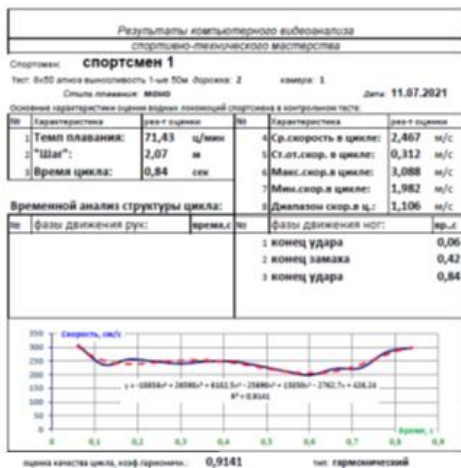 Результаты компьютерного видеоанализа
спортивно-технического мастерства
Спортсмен: спортсмен 1
Тест: 8х50 апноэ выносливость 1-ые 50м дорожка: 2 камера: 1
Стиль плавания: моно Дата: 11.07.2021
Основные характеристики оценки водных локомоций спортсмена в контрольном тесте:
№ Характеристика рез-т оценки № Характеристика рез-т оценки
1 Темп плавания: 71,43 ц/мин 4 Ср.скорость в цикле: 2,467 м/с
2 "Шаг": 2,07 м 5 Ст.от.скор. в цикле: 0,312 м/с
3 Время цикла: 0,84 сек 6 Макс.скор.в цикле: 3,088 м/с
7 Мин.скор.в цикле: 1,982 м/с
Временной анализ структуры цикла: 8 Диапазон скор.в ц.: 1,106 м/с
№ фазы движения рук: время,с № фазы движения ног: вр.,с
1 конец удара 0,06
2 конец замаха 0,42
3 конец удара 0,84
350 Скорость, см/с
300
250
200
150
100
50
0
R² = 0,9141
Время, с
0 0,1 0,2 0,3 0,4 0,5 0,6 0,7 0,8 0,9
оценка качества цикла, коэф.гармоничн.: 0,9141 тип: гармонический